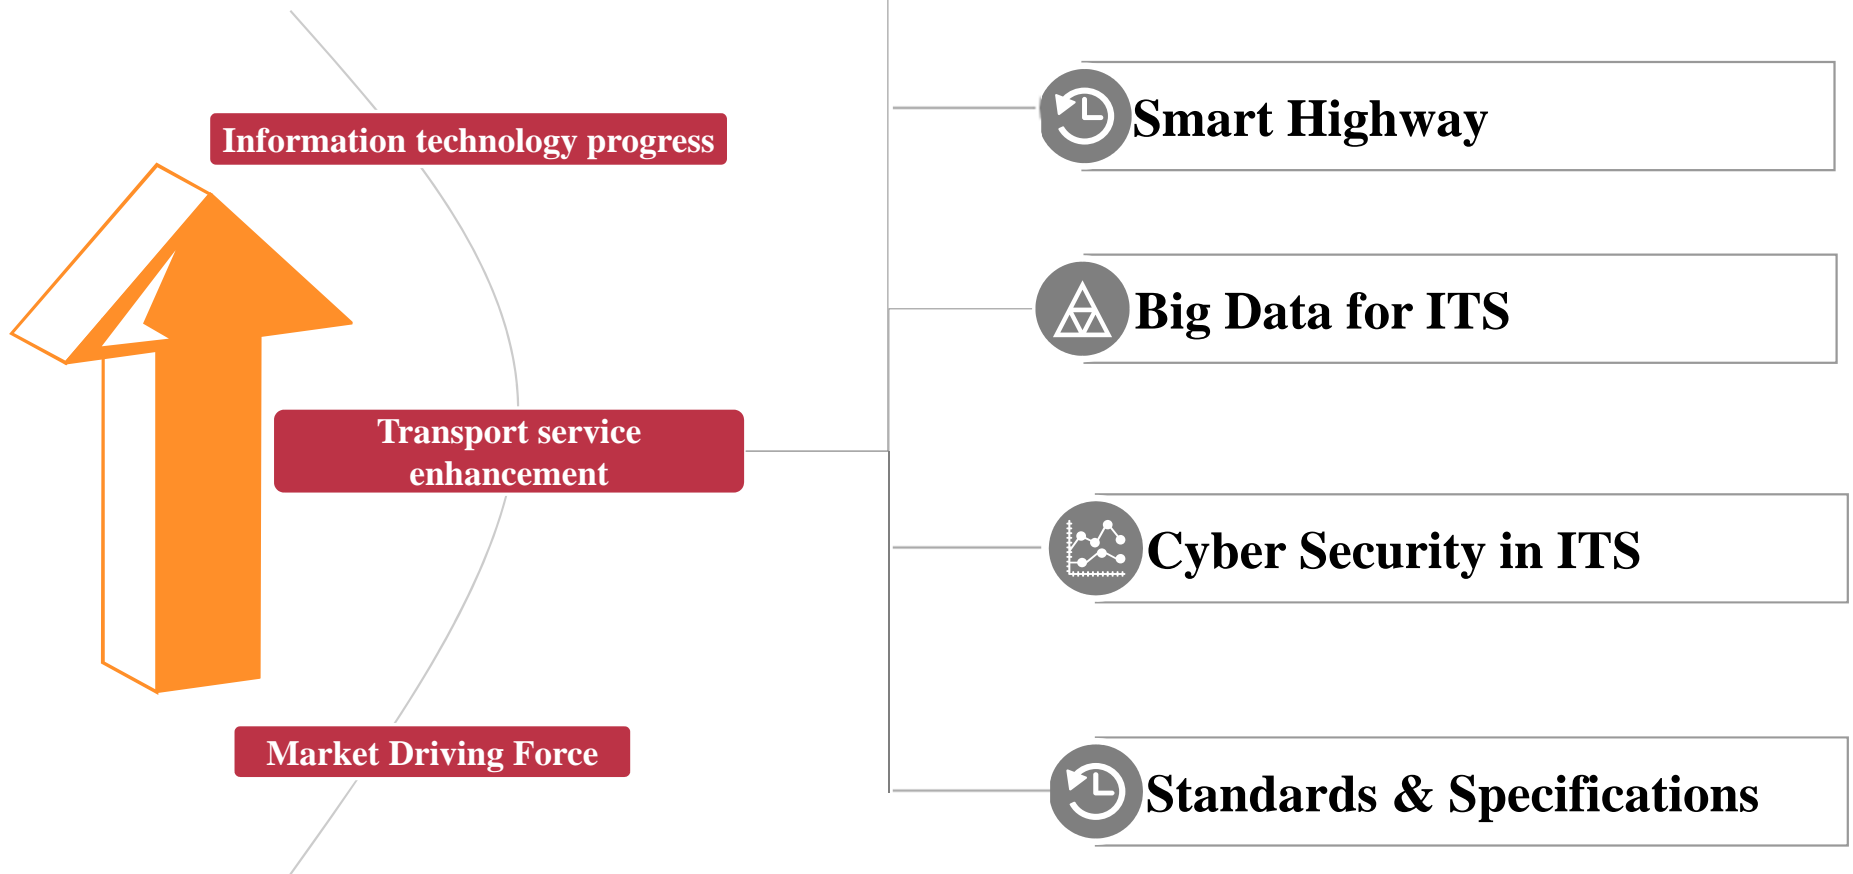 Information technology progress
Transport service
enhancement
Market Driving Force
Smart Highway
Big Data for ITS
Cyber Security in ITS
Standards & Specifications